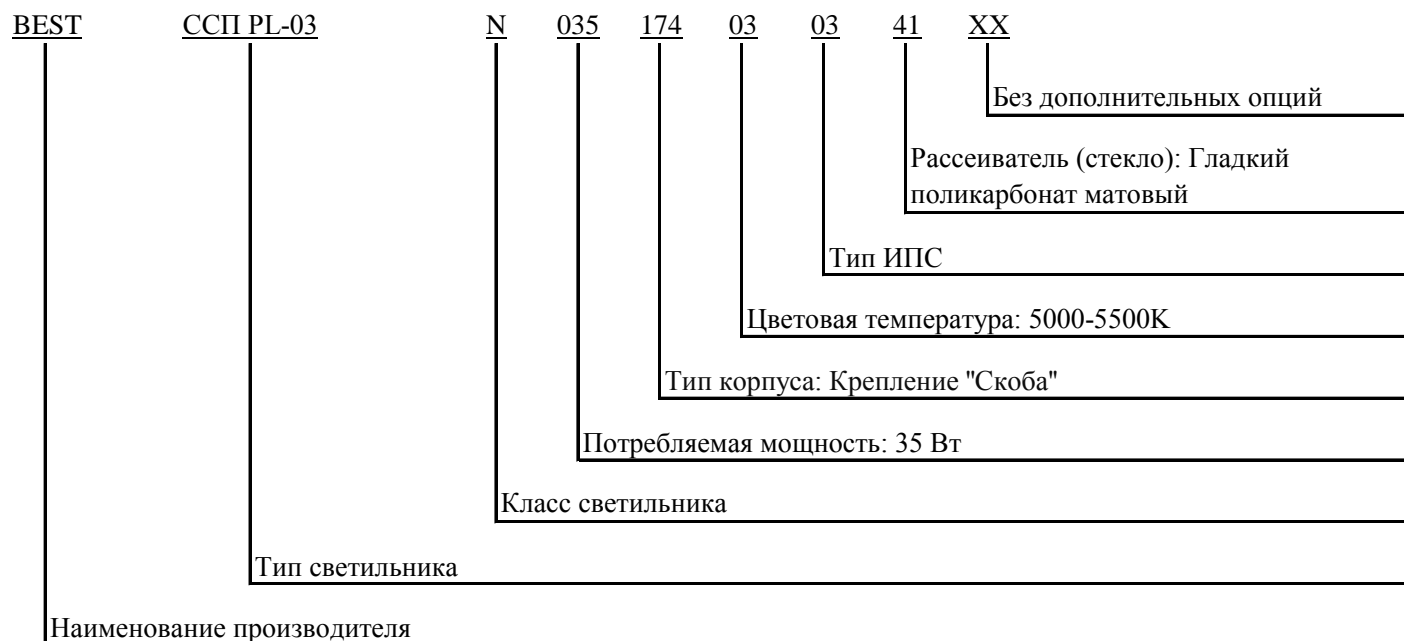 BEST ССП PL-03 N 035 174 03 03 41 XX
Без дополнительных опций
Рассеиватель (стекло): Гладкий
поликарбонат матовый
Тип ИПС
Цветовая температура: 5000-5500K
Тип корпуса: Крепление "Скоба"
Потребляемая мощность: 35 Вт
Класс светильника
Тип светильника
Наименование производителя